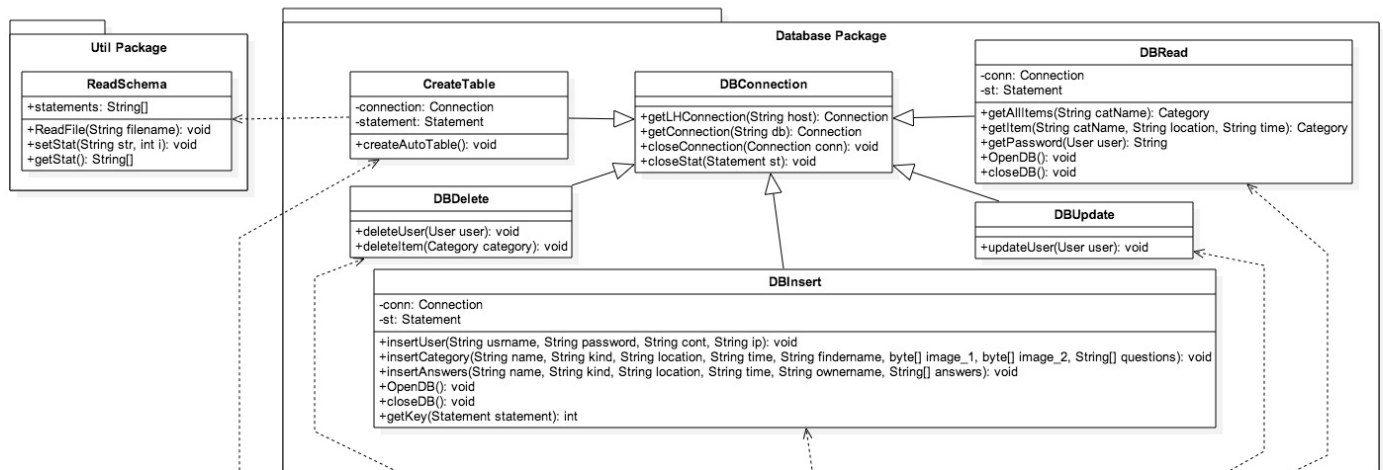 Util Package
ReadSchema
+statements: String[]
+ReadFile(String filename): void
+setStat(String str, int i): void
+getStat(): String[]
Database Package
CreateTable
-connection: Connection
-statement: Statement
+createAutoTable(): void
DBConnection
+getLHConnection(String host): Connection
+getConnection(String db): Connection
+closeConnection(Connection conn): void
+closeStat(Statement st): void
DBRead
-conn: Connection
-st: Statement
+getAllItems(String catName): Category
+getItem(String catName, String location, String time): Category
+getPassword(User user): String
+OpenDB(): void
+closeDB(): void
DBDelete
+deleteUser(User user): void
+deleteItem(Category category): void
DBUpdate
+updateUser(User user): void
DBInsert
-conn: Connection
-st: Statement
+insertUser(String usrname, String password, String cont, String ip): void
+insertCategory(String name, String kind, String location, String time, String findername, byte[] image_1, byte[] image_2, String[] questions): void
+insertAnswers(String name, String kind, String location, String time, String ownername, String[] answers): void
+OpenDB(): void
+closeDB(): void
+getKey(Statement statement): int